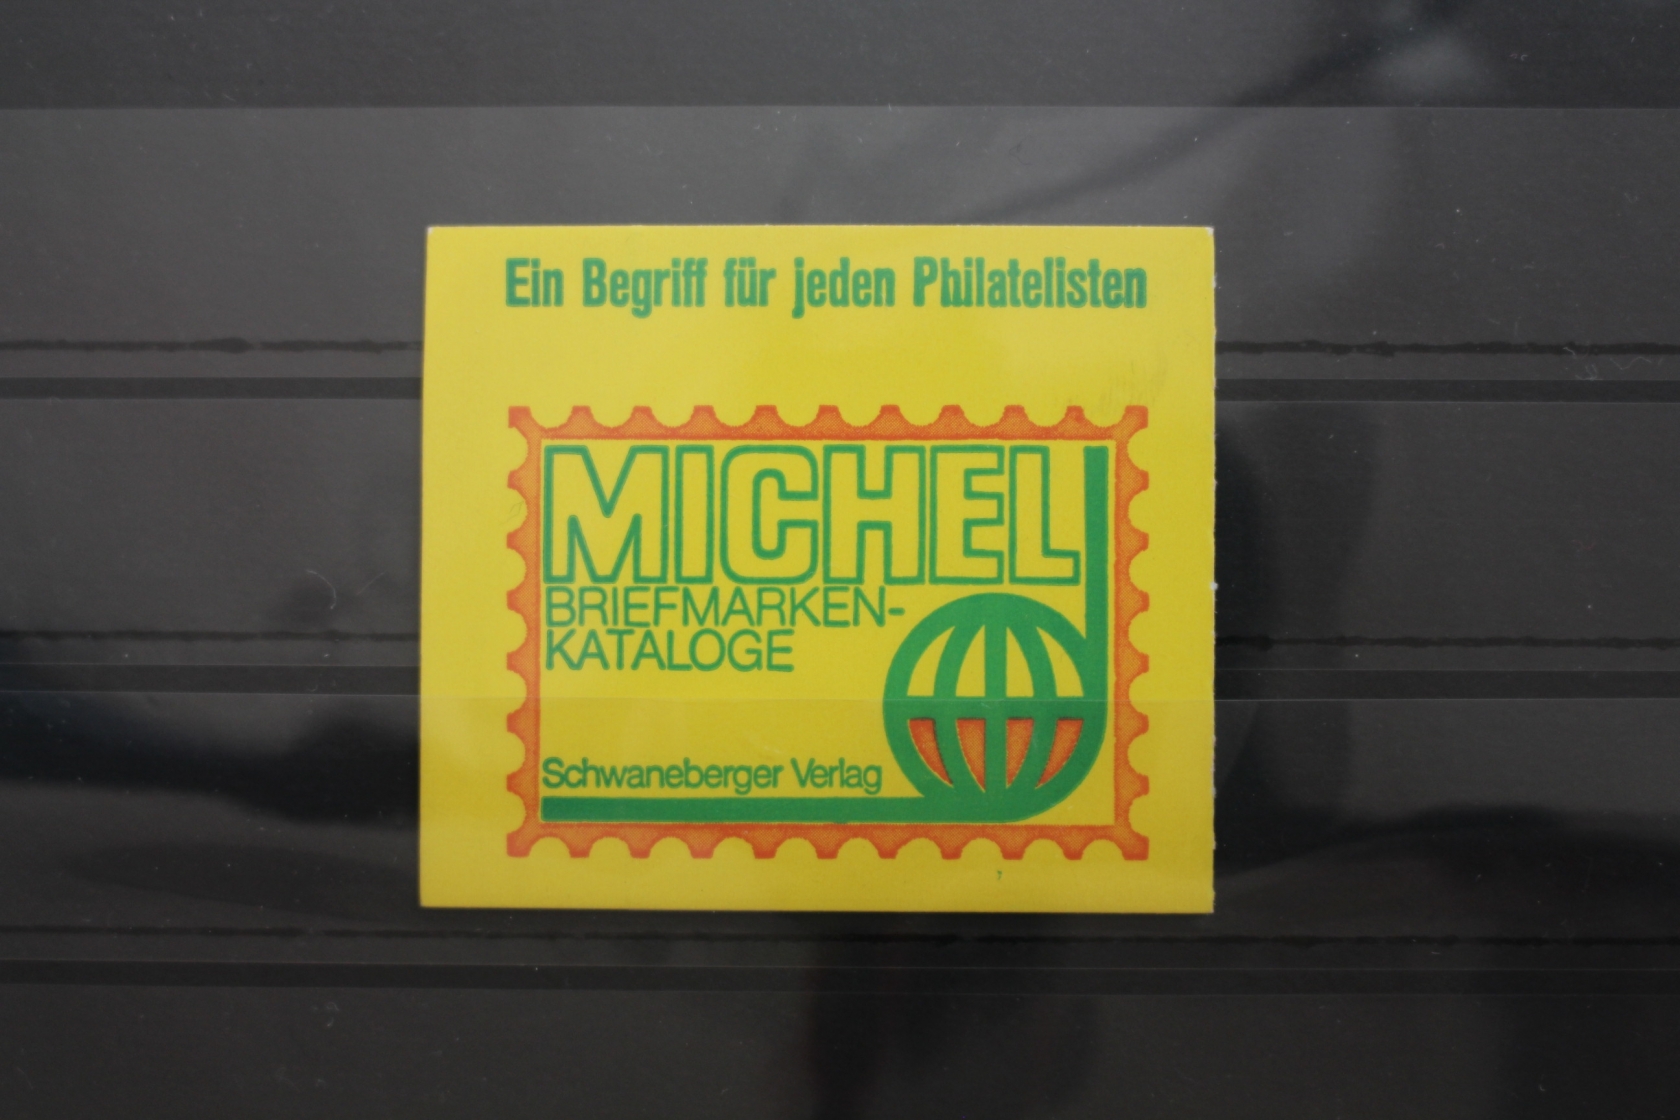 Ein Begriff für jeden Philatelisten
MICHEL
BRIEFMARKEN-
KATALOGE
Schwaneberger Verlag